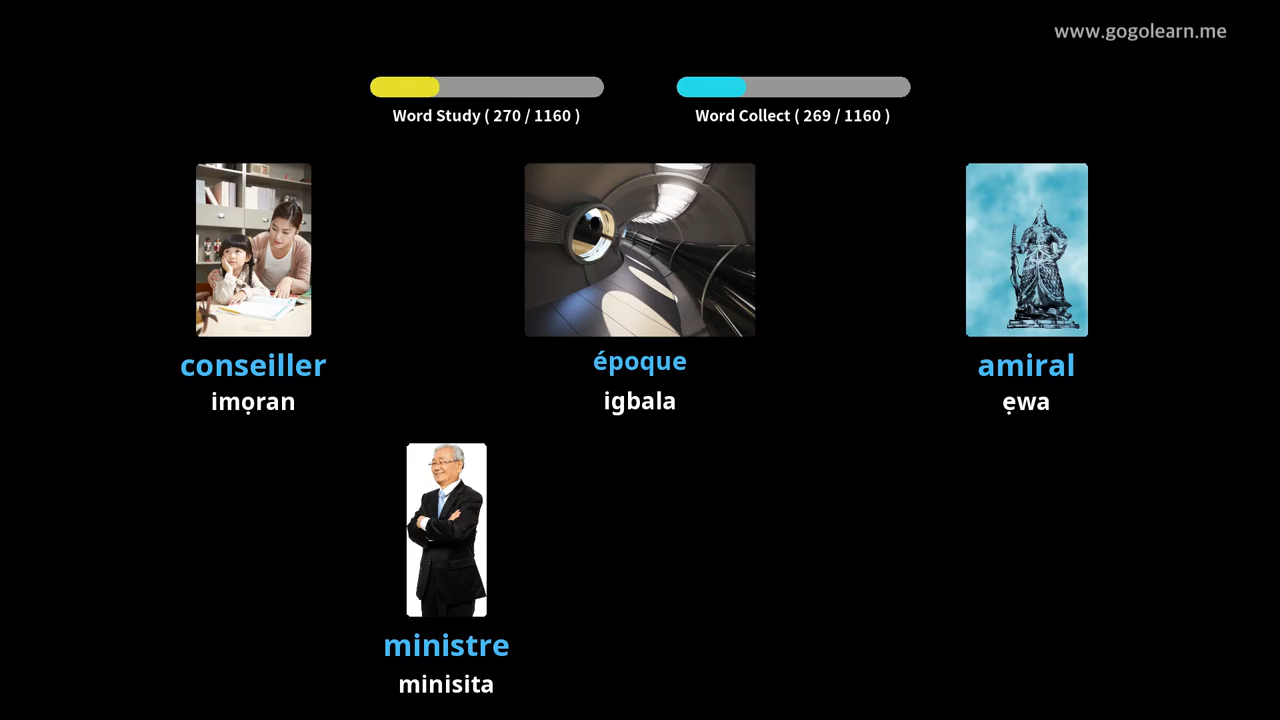 www.gogolearn.me
Word Study ( 270 / 1160 )
Word Collect ( 269 / 1160 )
conseiller
imọran
époque
igbala
amiral
ẹwa
ministre
minisita